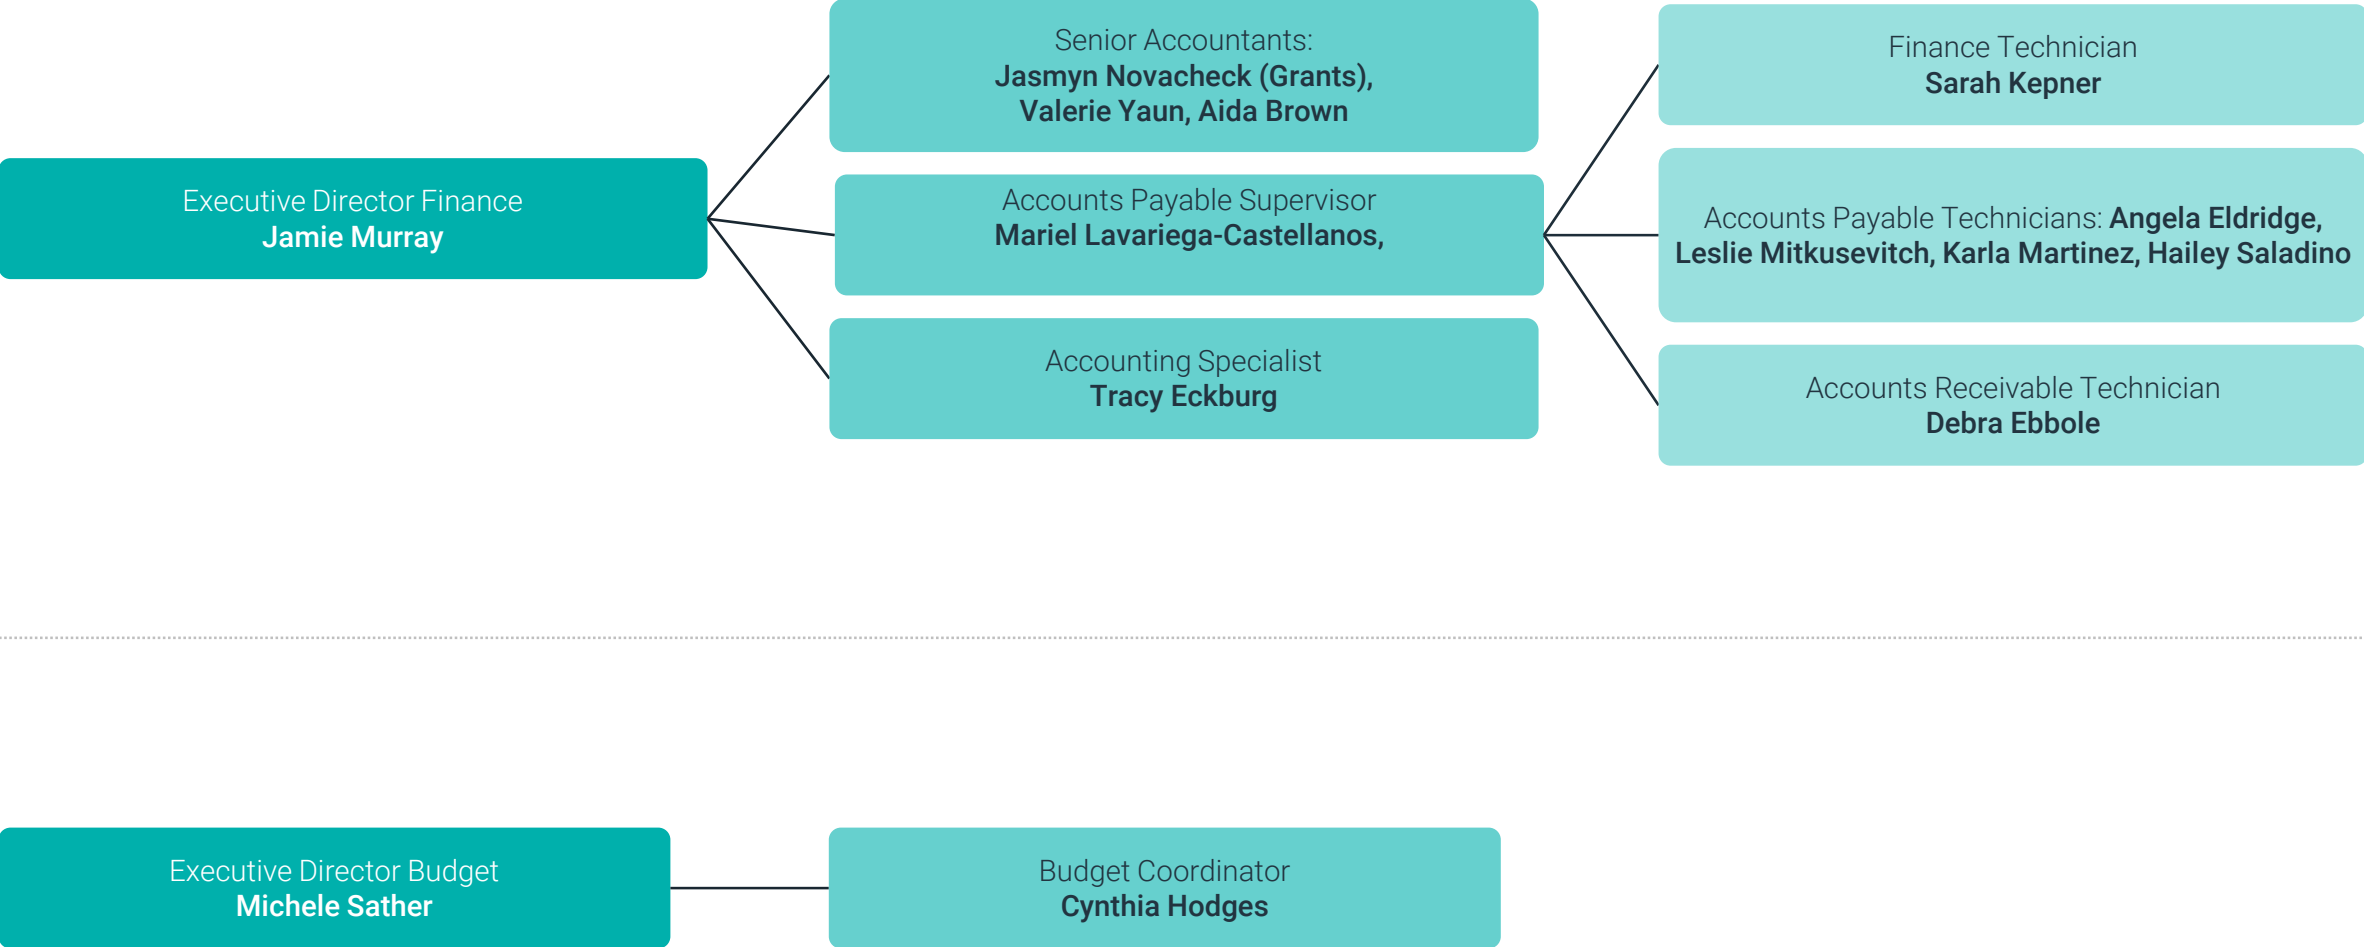 Senior Accountants:
Jasmyn Novacheck (Grants),
Valerie Yaun, Aida Brown
Finance Technician
Sarah Kepner
Executive Director Finance
Jamie Murray
Accounts Payable Supervisor
Mariel Lavariega-Castellanos,
Accounts Payable Technicians: Angela Eldridge,
Leslie Mitkusevitch, Karla Martinez, Hailey Saladino
Accounting Specialist
Tracy Eckburg
Accounts Receivable Technician
Debra Ebbole
Executive Director Budget
Michele Sather
Budget Coordinator
Cynthia Hodges